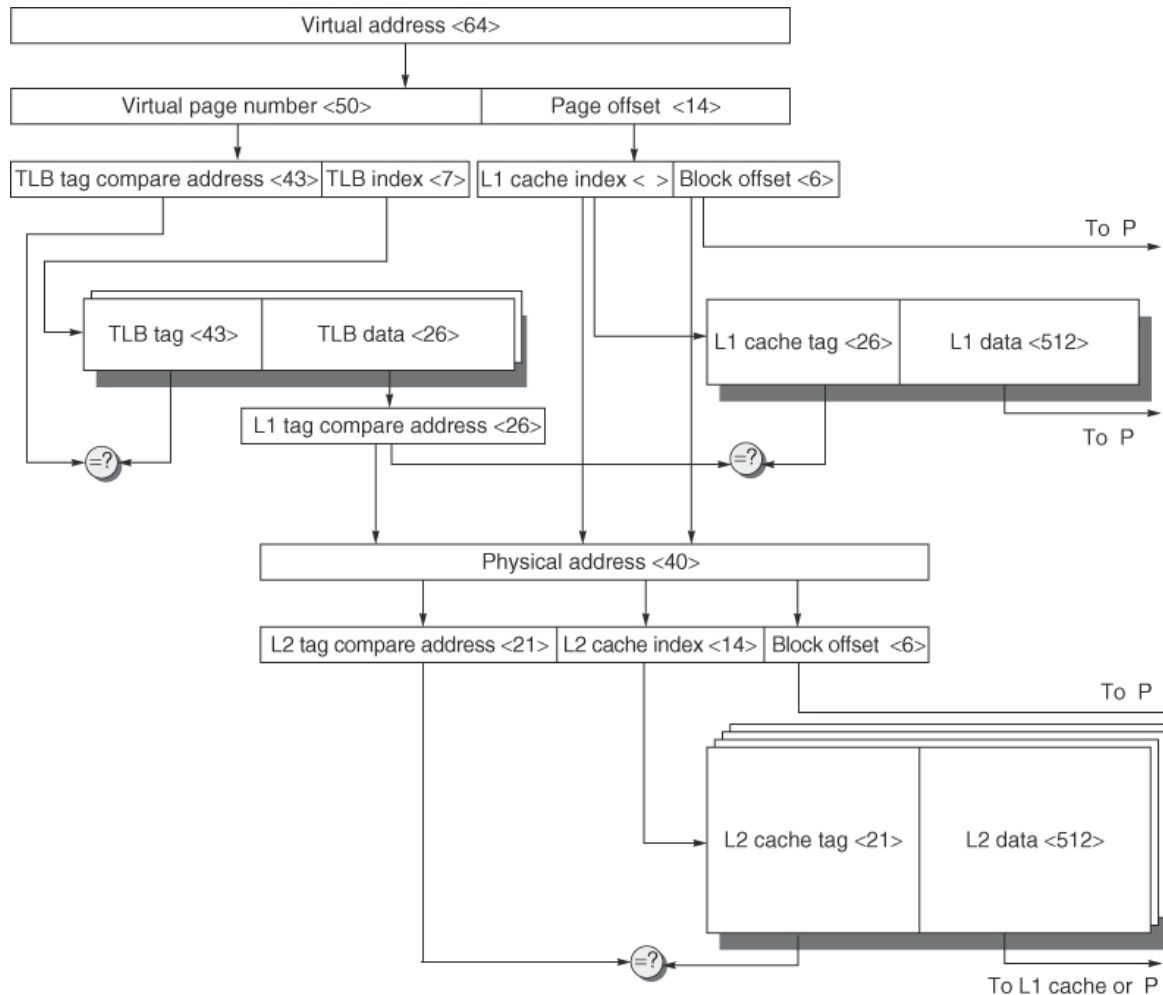 Virtual address <64>
Virtual page number <50>
Page offset <14>
TLB tag compare address <43>
TLB index <7>
L1 cache index < >
Block offset <6>
To P
TLB tag <43>
TLB data <26>
L1 cache tag <26>
L1 data <512>
L1 tag compare address <26>
To P
=?
=?
Physical address <40>
L2 tag compare address <21>
L2 cache index <14>
Block offset <6>
To P
L2 cache tag <21>
L2 data <512>
=?
To L1 cache or P